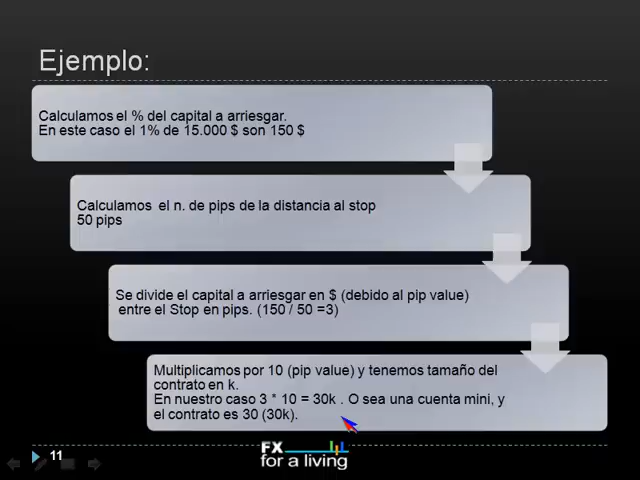 Ejemplo:
Calculamos el % del capital a arriesgar.
En este caso el 1% de 15.000 $ son 150 $
Calculamos el n. de pips de la distancia al stop
50 pips
Se divide el capital a arriesgar en $ (debido al pip value)
entre el Stop en pips. (150 / 50 =3)
Multiplicamos por 10 (pip value) y tenemos tamaño del
contrato en k.
En nuestro caso 3 * 10 = 30k . O sea una cuenta mini, y
el contrato es 30 (30k).
11
FX
for a living